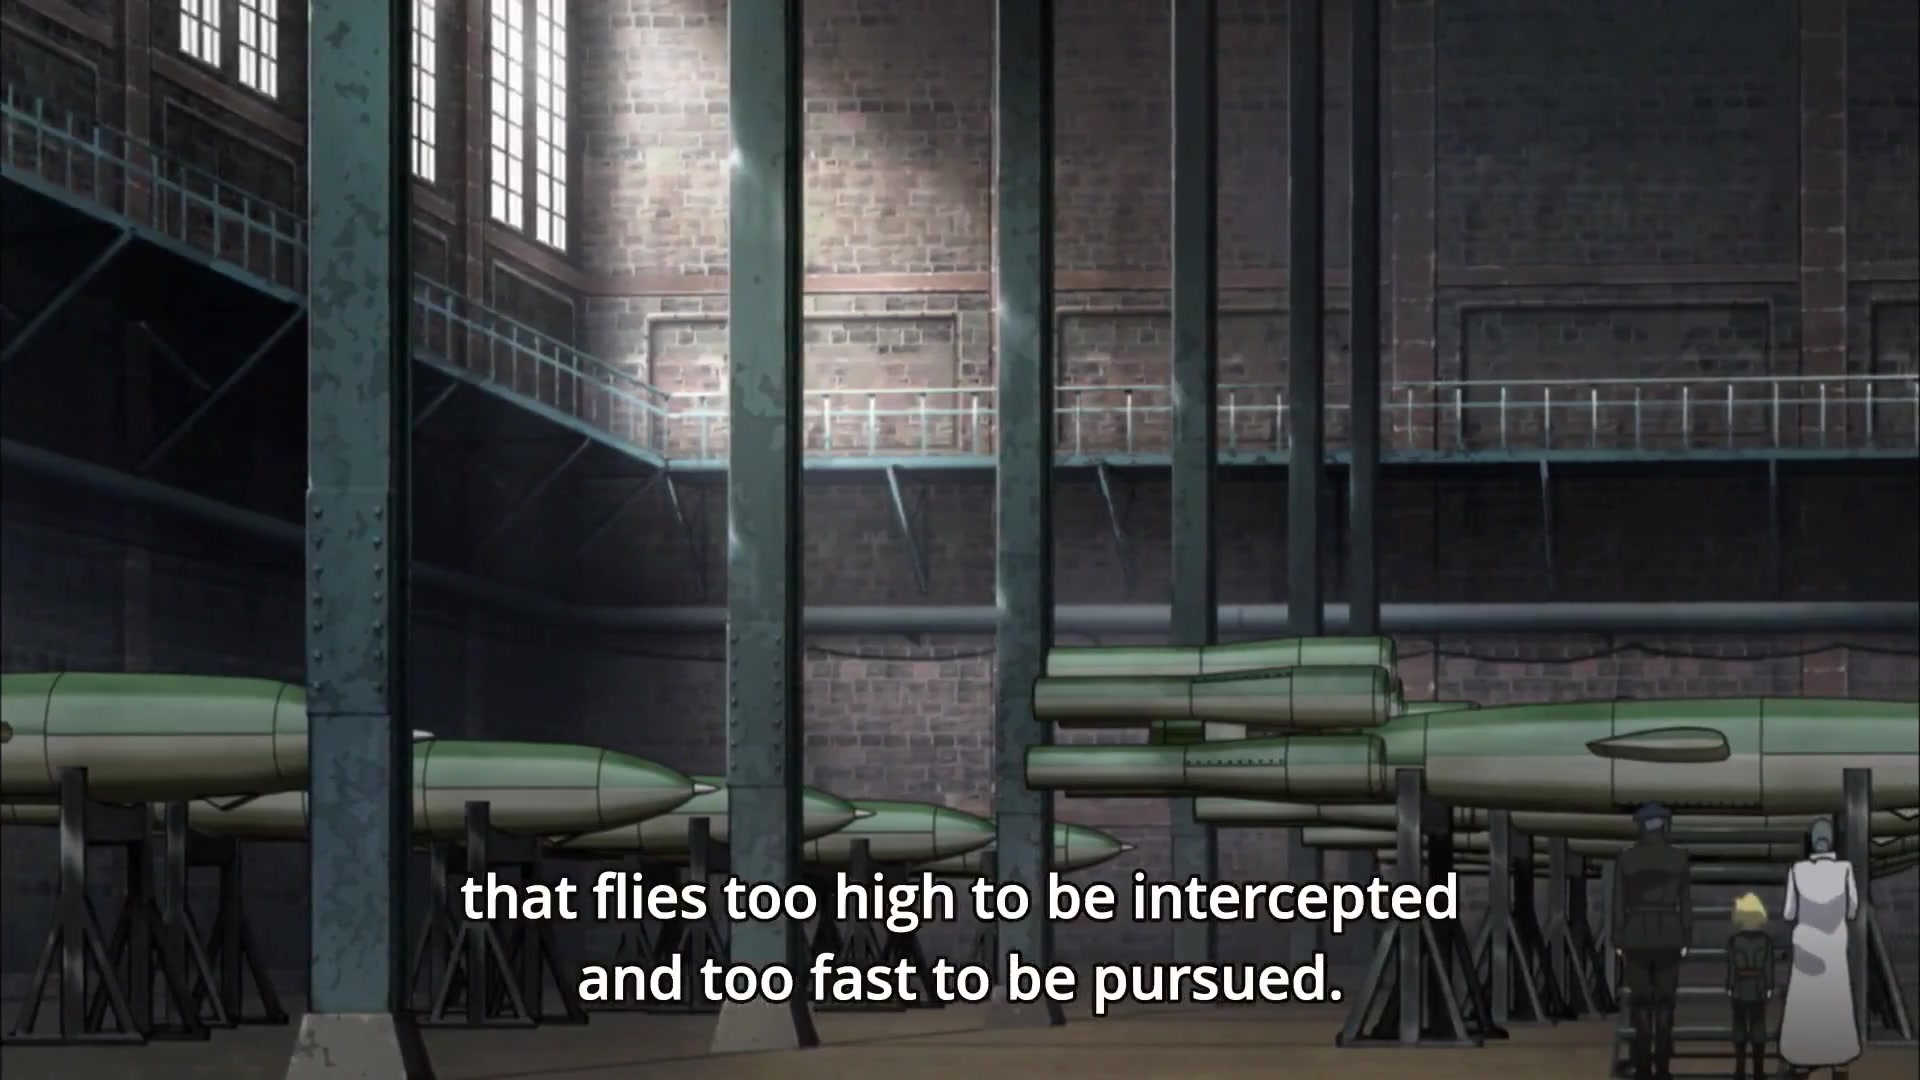 that flies too high to be intercepted
and too fast to be pursued.